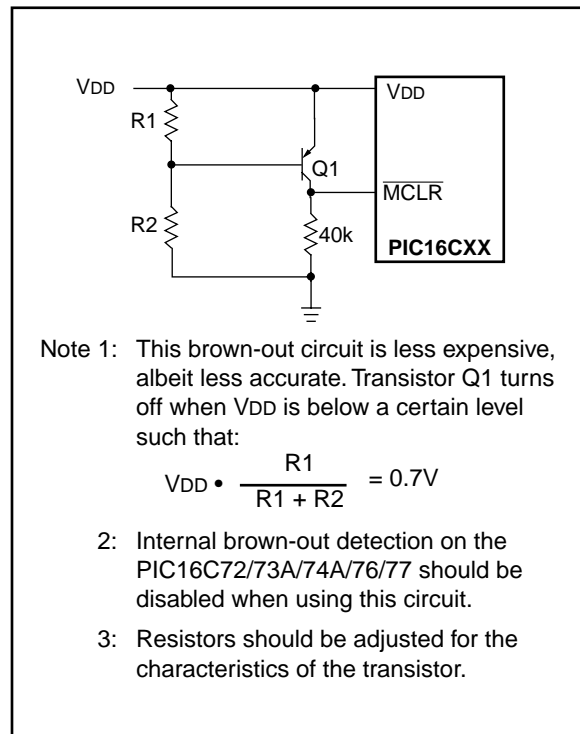 VDD
VDD
R1
Q1
MCLR
R2
40k
PIC16CXX
Note 1: This brown-out circuit is less expensive,
albeit less accurate. Transistor Q1 turns
off when VDD is below a certain level
such that:
VDD • R1 / R1 + R2 = 0.7V
2: Internal brown-out detection on the
PIC16C72/73A/74A/76/77 should be
disabled when using this circuit.
3: Resistors should be adjusted for the
characteristics of the transistor.